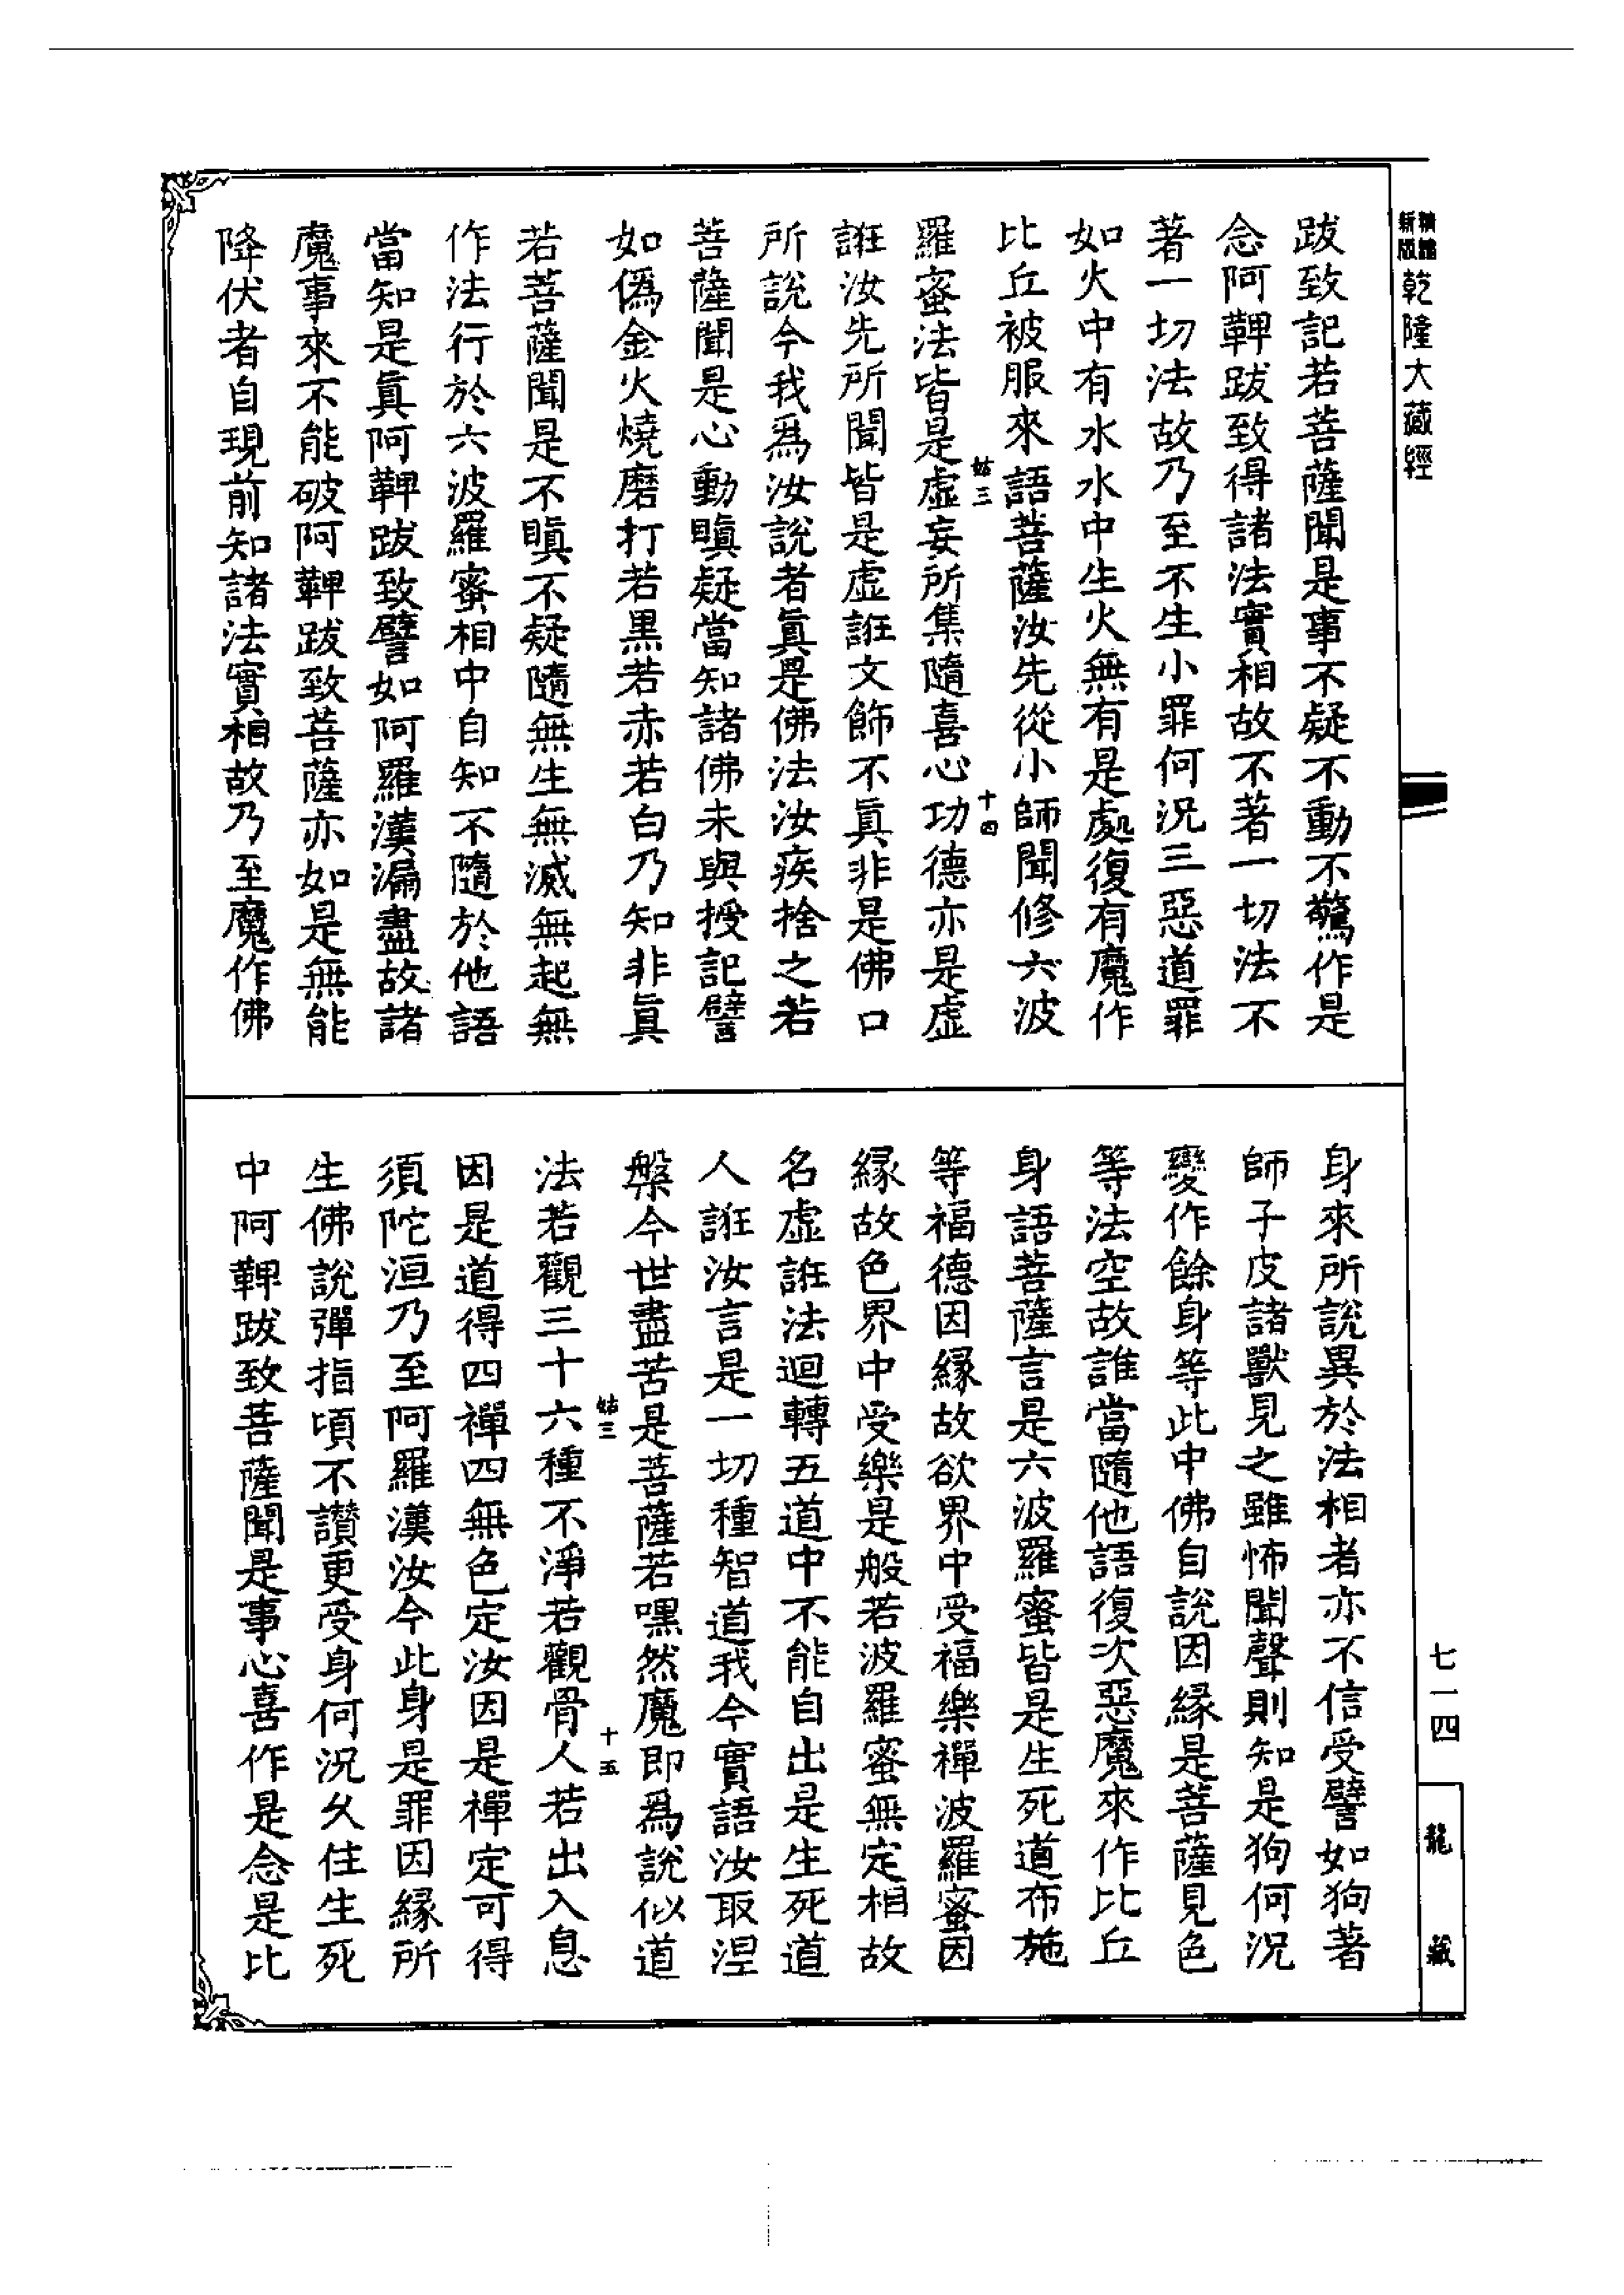 精譜新版乾隆大藏經
跋致記若菩薩聞是事不疑不動不驚作是
念阿鞞跋致得諸法實相故不著一切法不
著一切法故乃至不生小罪何況三惡道罪
如火中有水水中生火無有是處復有魔作
比丘被服來語菩薩汝先從小師聞修六波
姑三 十四
羅蜜法皆是虛妄所集隨喜心功德亦是虛
誑汝先所聞皆是虛誑文飾不眞非是佛口
所說今我爲汝說者眞是佛法汝疾捨之若
菩薩聞是心動瞋疑當知諸佛未與授記譬
如偽金火燒磨打若黑若赤若白乃知非眞
若菩薩聞是不瞋不疑隨無生無滅無起無
作法行於六波羅蜜相中自知不隨於他語
當知是眞阿鞞跋致譬如阿羅漢漏盡故諸
魔事來不能破阿鞞跋致菩薩亦如是無能
降伏者自現前知諸法實相故乃至魔作佛
身來所說異於法相者亦不信受譬如狗著
師子皮諸獸見之雖怖聞聲則知是狗何況
變作餘身等此中佛自說因緣是菩薩見色
等法空故誰當隨他語復次惡魔來作比丘
身語菩薩言是六波羅蜜皆是生死道布施
等福德因緣故欲界中受福樂禪波羅蜜因
緣故色界中受樂是般若波羅蜜無定相故
名虛誑法迴轉五道中不能自出是生死道
人誑汝言是一切種智道我今實語汝取涅
槃今世盡苦是菩薩若嘿然魔即爲說似道
姑三 十五
法若觀三十六種不淨若觀骨人若出入息
因是道得四禪四無色定汝因是禪定可得
須陀洹乃至阿羅漢汝今此身是罪因緣所
生佛說彈指頃不讚更受身何況久住生死
中阿鞞跋致菩薩聞是事心喜作是念是比
七一四
龍藏